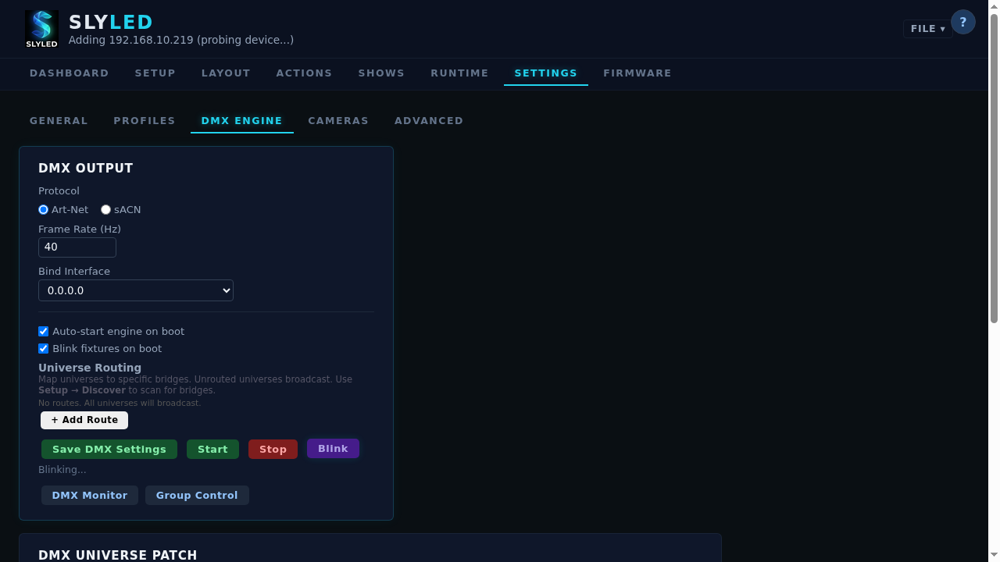 SLYLED
SLYLED
Adding 192.168.10.219 (probing device...)
FILE ▾
?
DASHBOARD SETUP LAYOUT ACTIONS SHOWS RUNTIME SETTINGS FIRMWARE
GENERAL PROFILES DMX ENGINE CAMERAS ADVANCED
DMX OUTPUT
Protocol
Art-Net sACN
Frame Rate (Hz)
40
Bind Interface
0.0.0.0
Auto-start engine on boot
Blink fixtures on boot
Universe Routing
Map universes to specific bridges. Unrouted universes broadcast. Use
Setup → Discover to scan for bridges.
No routes. All universes will broadcast.
+ Add Route
Save DMX Settings Start Stop Blink
Blinking...
DMX Monitor Group Control
DMX UNIVERSE PATCH